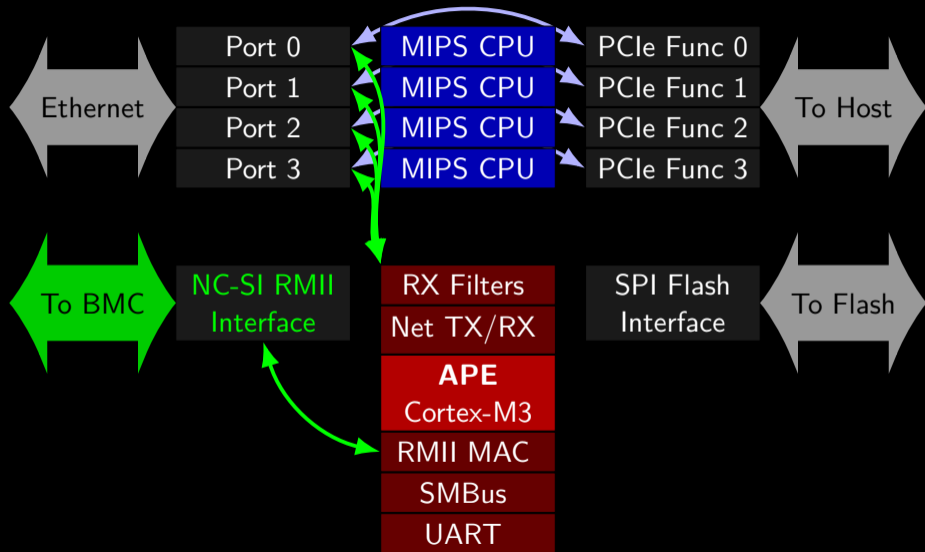 Port 0
MIPS CPU
PCIe Func 0
Port 1
MIPS CPU
PCIe Func 1
Ethernet
To Host
Port 2
MIPS CPU
PCIe Func 2
Port 3
MIPS CPU
PCIe Func 3
To BMC
NC-SI RMII
Interface
RX Filters
Net TX/RX
SPI Flash
Interface
To Flash
APE
Cortex-M3
RMII MAC
SMBus
UART